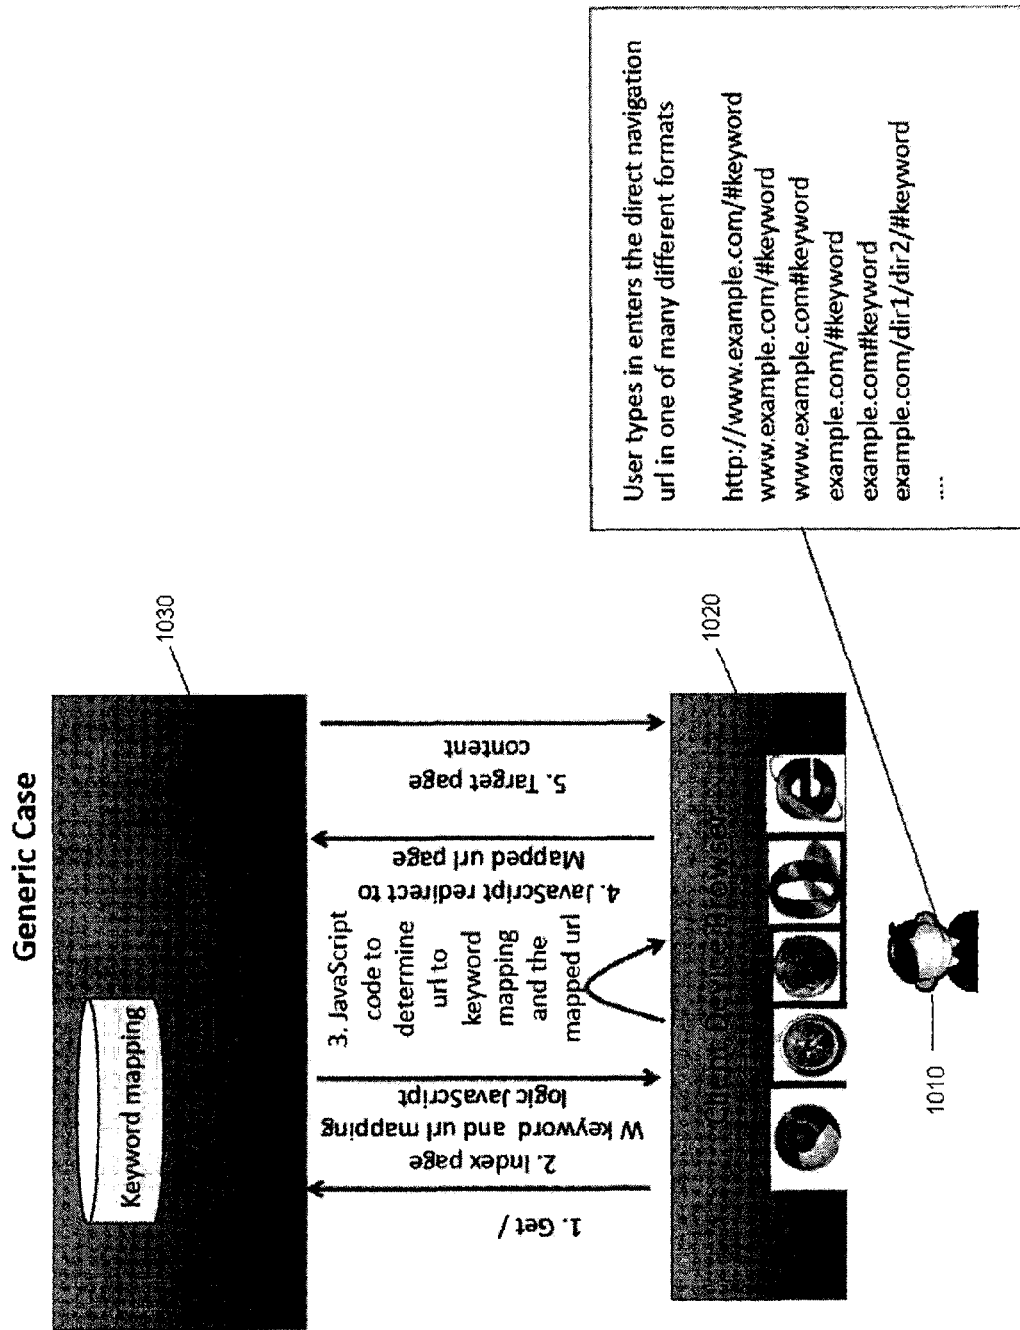 Generic Case
Keyword mapping
1030
1. Get /
2. Index page
W keyword and url mapping
logic JavaScript
3. JavaScript
code to
determine
url to
keyword
mapping
and the
mapped url
4. JavaScript redirect to
Mapped url page
5. Target page
content
1020
Client Device Browser
1010
User types in enters the direct navigation
url in one of many different formats
http://www.example.com/#keyword
www.example.com/#keyword
www.example.com#keyword
example.com/#keyword
example.com#keyword
example.com/dir1/dir2/#keyword
....